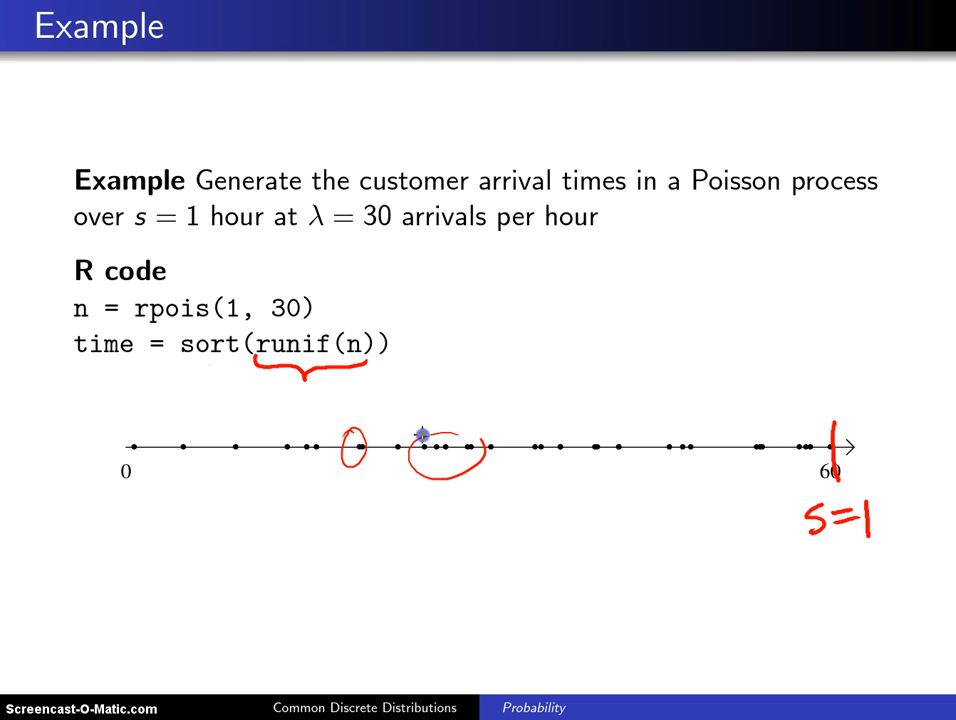 Example
Example Generate the customer arrival times in a Poisson process
over s = 1 hour at λ = 30 arrivals per hour
R code
n = rpois(1, 30)
time = sort(runif(n))
0
60
s=1
Screencast-O-Matic.com
Common Discrete Distributions
Probability